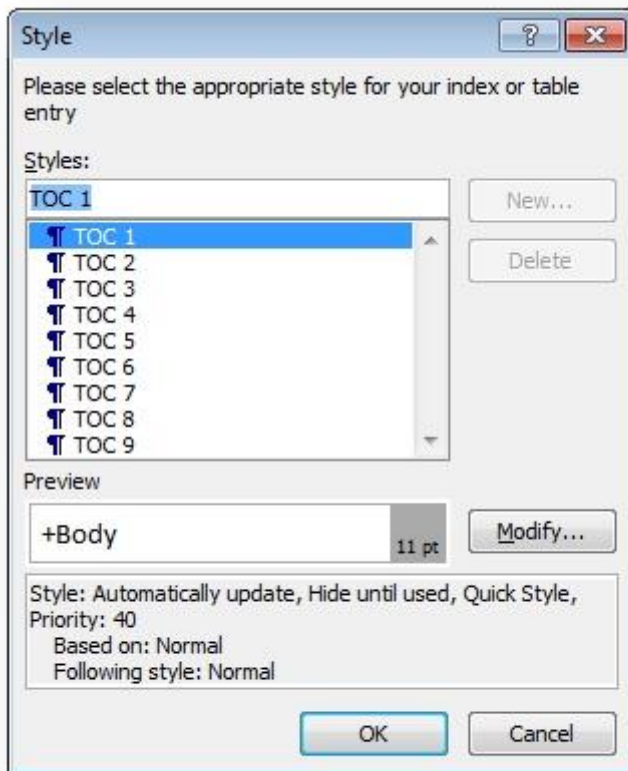 Style
Please select the appropriate style for your index or table
entry
Styles:
TOC 1
New...
¶ TOC 1
¶ TOC 2
¶ TOC 3
¶ TOC 4
¶ TOC 5
¶ TOC 6
¶ TOC 7
¶ TOC 8
¶ TOC 9
Delete
Preview
+Body
11 pt
Modify...
Style: Automatically update, Hide until used, Quick Style,
Priority: 40
Based on: Normal
Following style: Normal
OK
Cancel